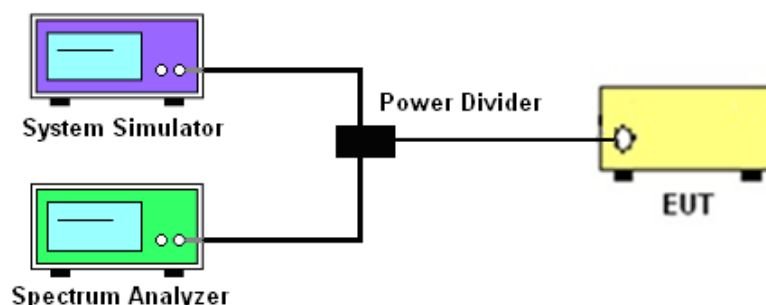 System Simulator
Power Divider
EUT
Spectrum Analyzer